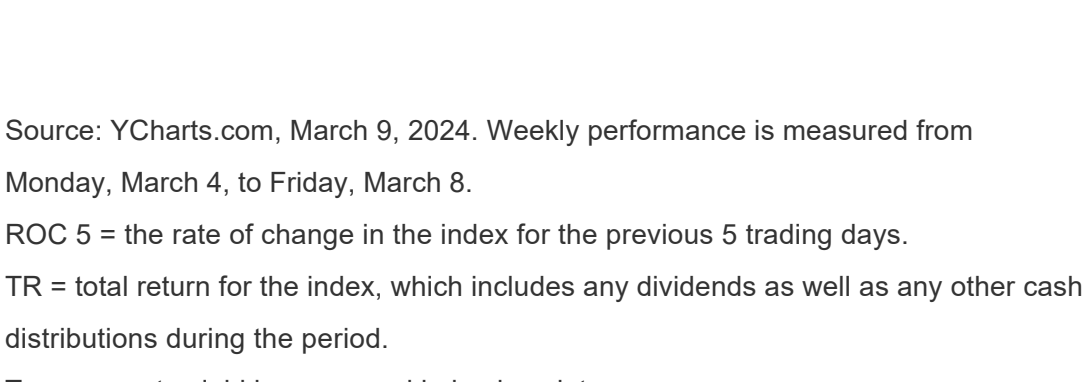 Source: YCharts.com, March 9, 2024. Weekly performance is measured from
Monday, March 4, to Friday, March 8.
ROC 5 = the rate of change in the index for the previous 5 trading days.
TR = total return for the index, which includes any dividends as well as any other cash
distributions during the period.